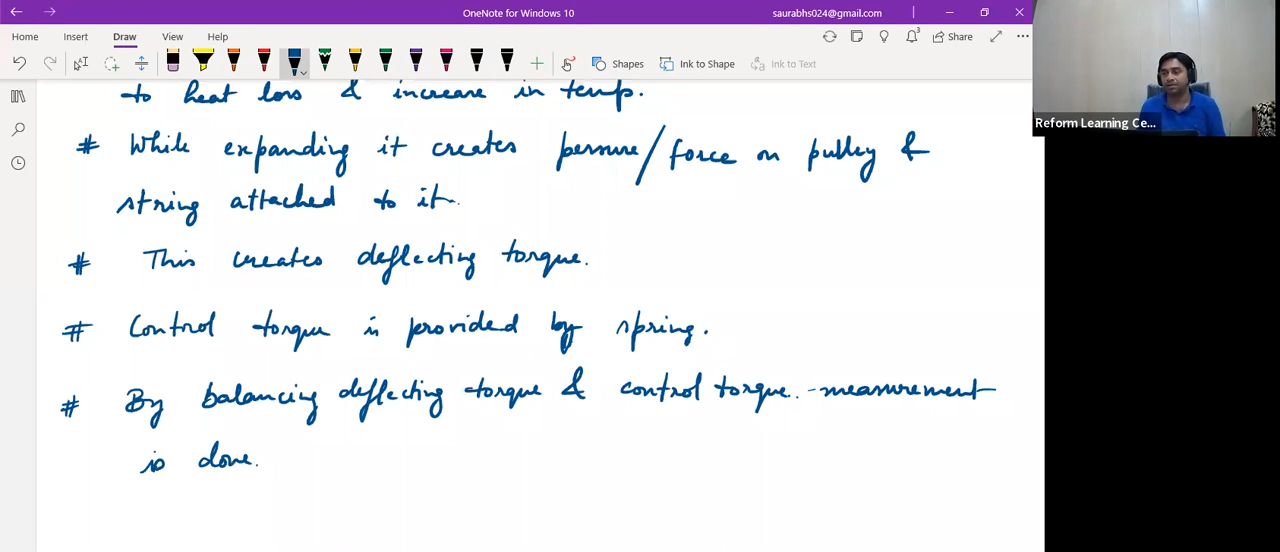 OneNote for Windows 10
saurabhs024@gmail.com
Home Insert Draw View Help
Share
Shapes Ink to Shape Ink to Text
Reform Learning Ce...
to heat loss & increase in temp.
# While expanding it creates / force on pulley &
string attached to it.
# This creates deflecting torque.
# Control torque is provided by spring.
# By balancing deflecting torque & control torque. measurement
is done.